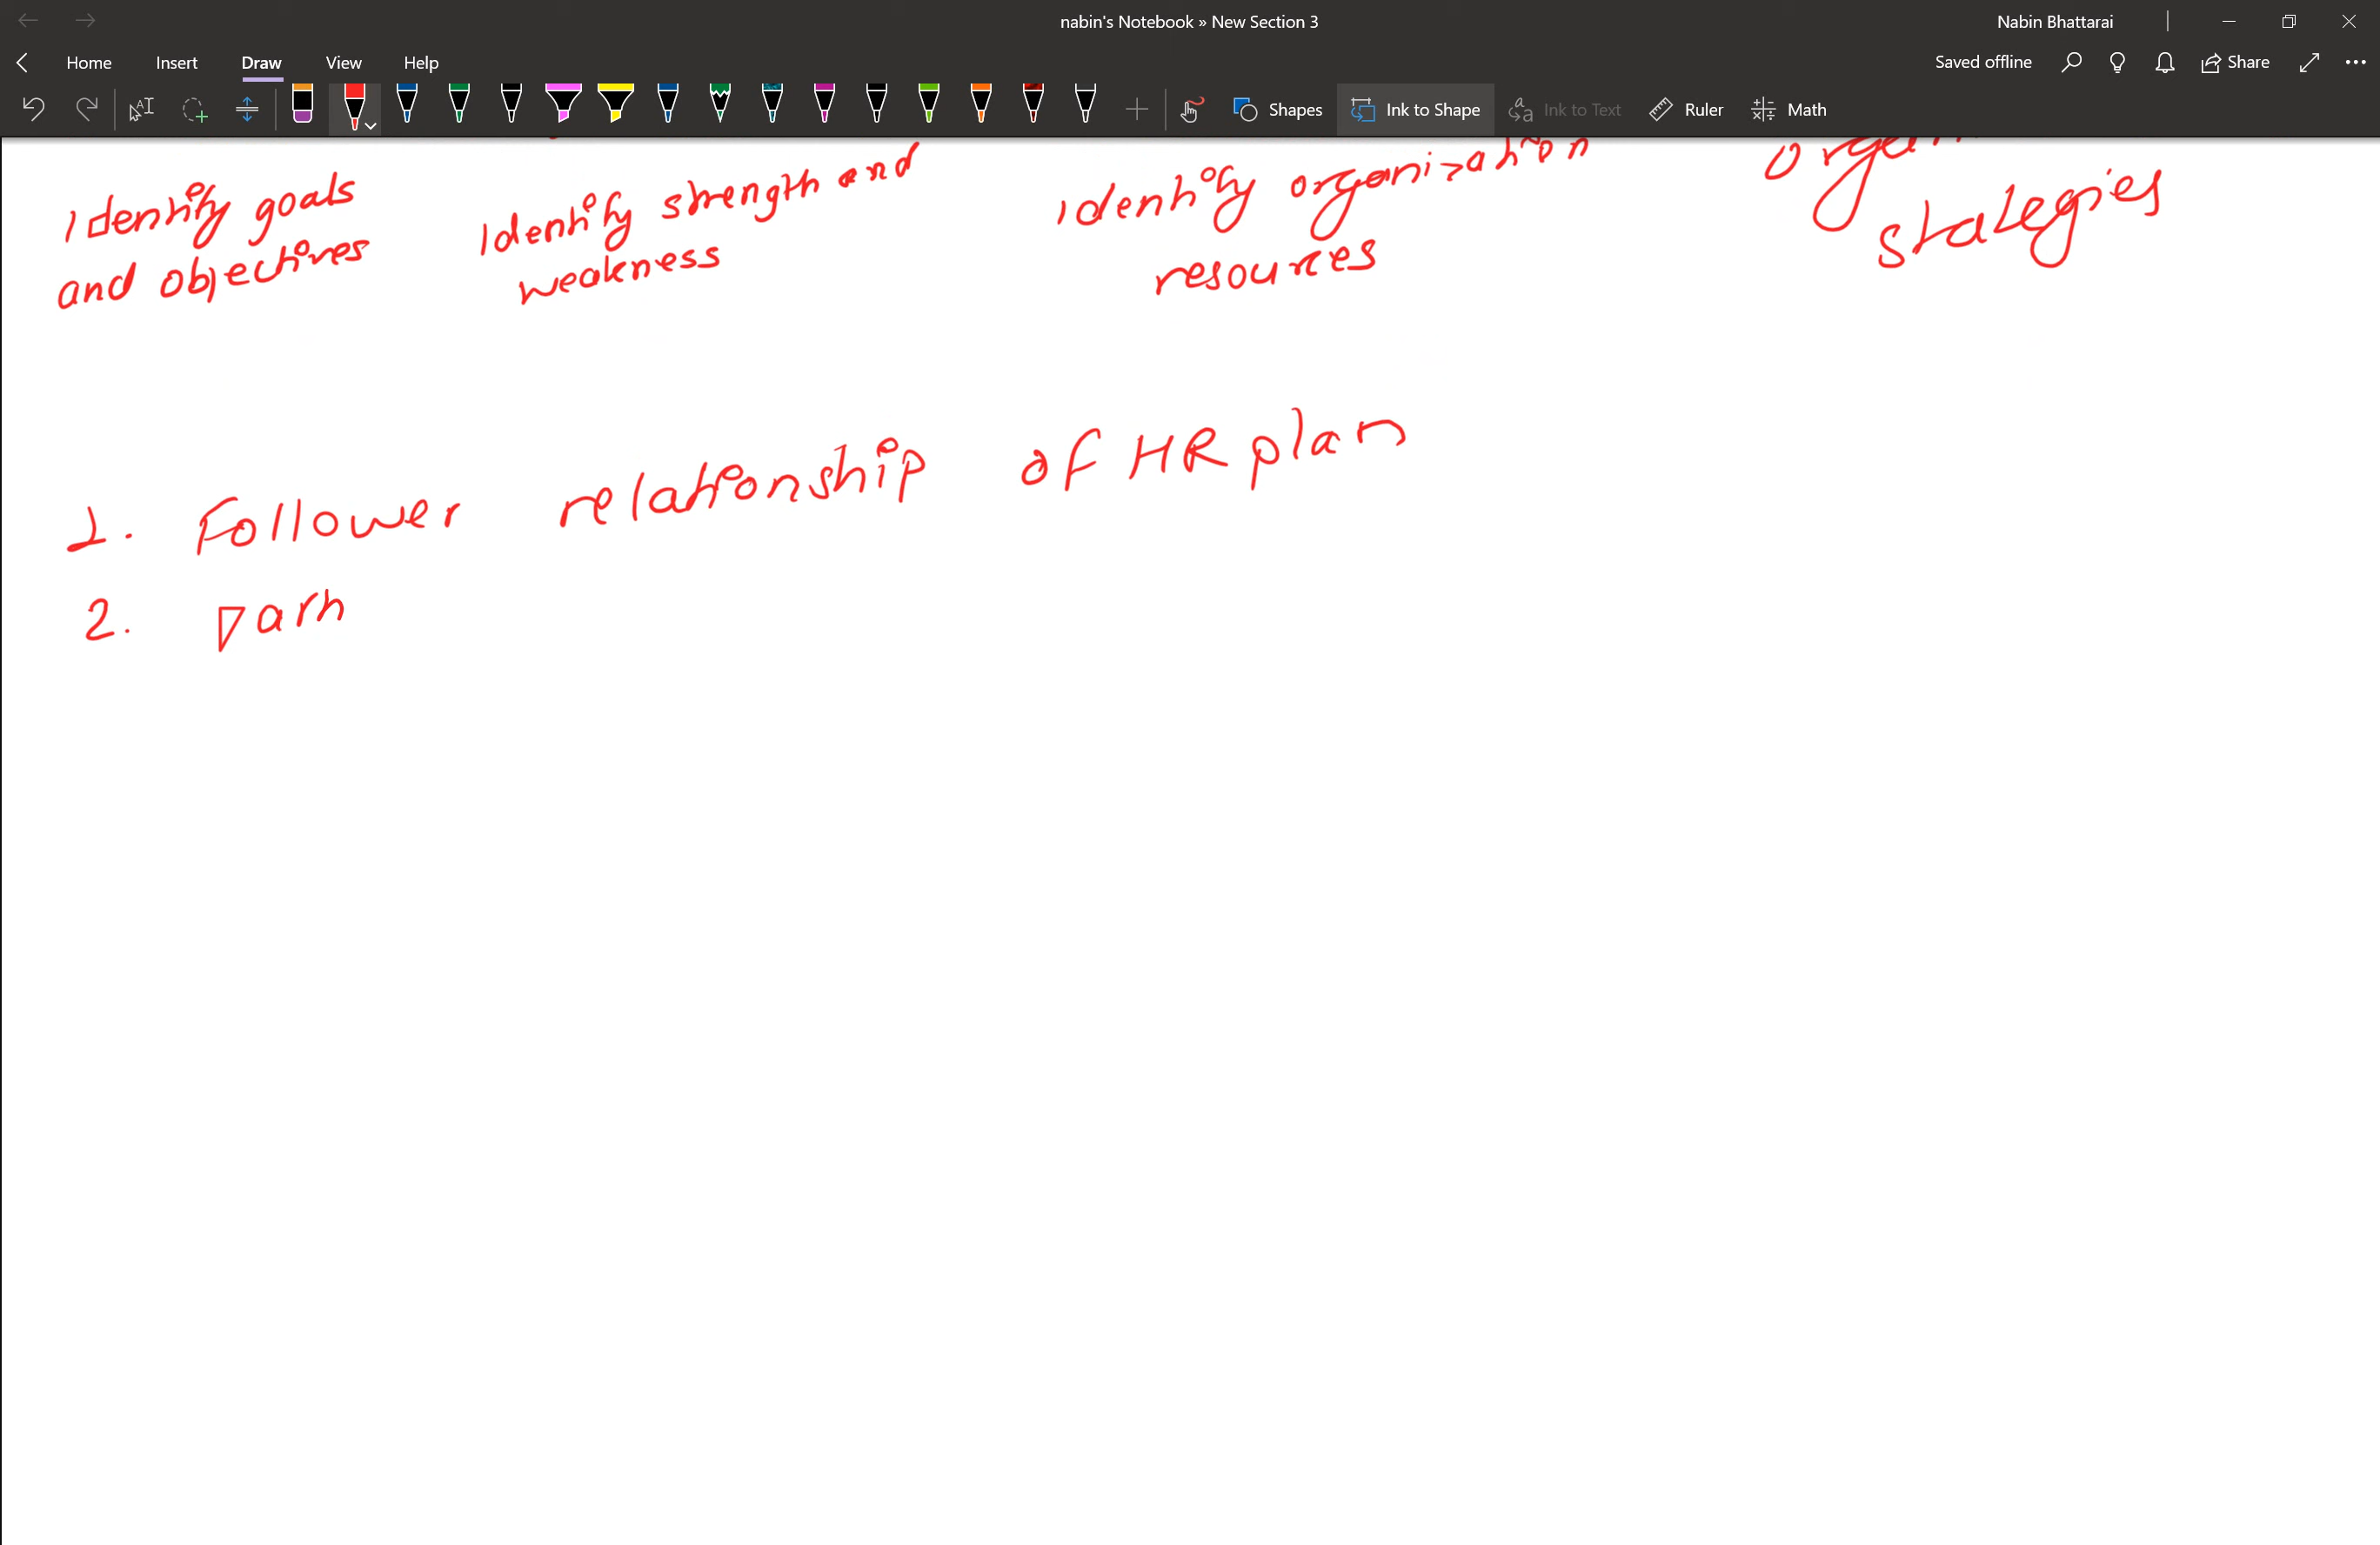 nabin's Notebook » New Section 3
Nabin Bhattarai
Home Insert Draw View Help
Saved offline
Share
Shapes
Ink to Shape
Ink to Text
Ruler
Math
Identify goals
and objectives
Identify strength and
weakness
Identify organization
resources
strategies
1. Follower relationship of HR plan
2.